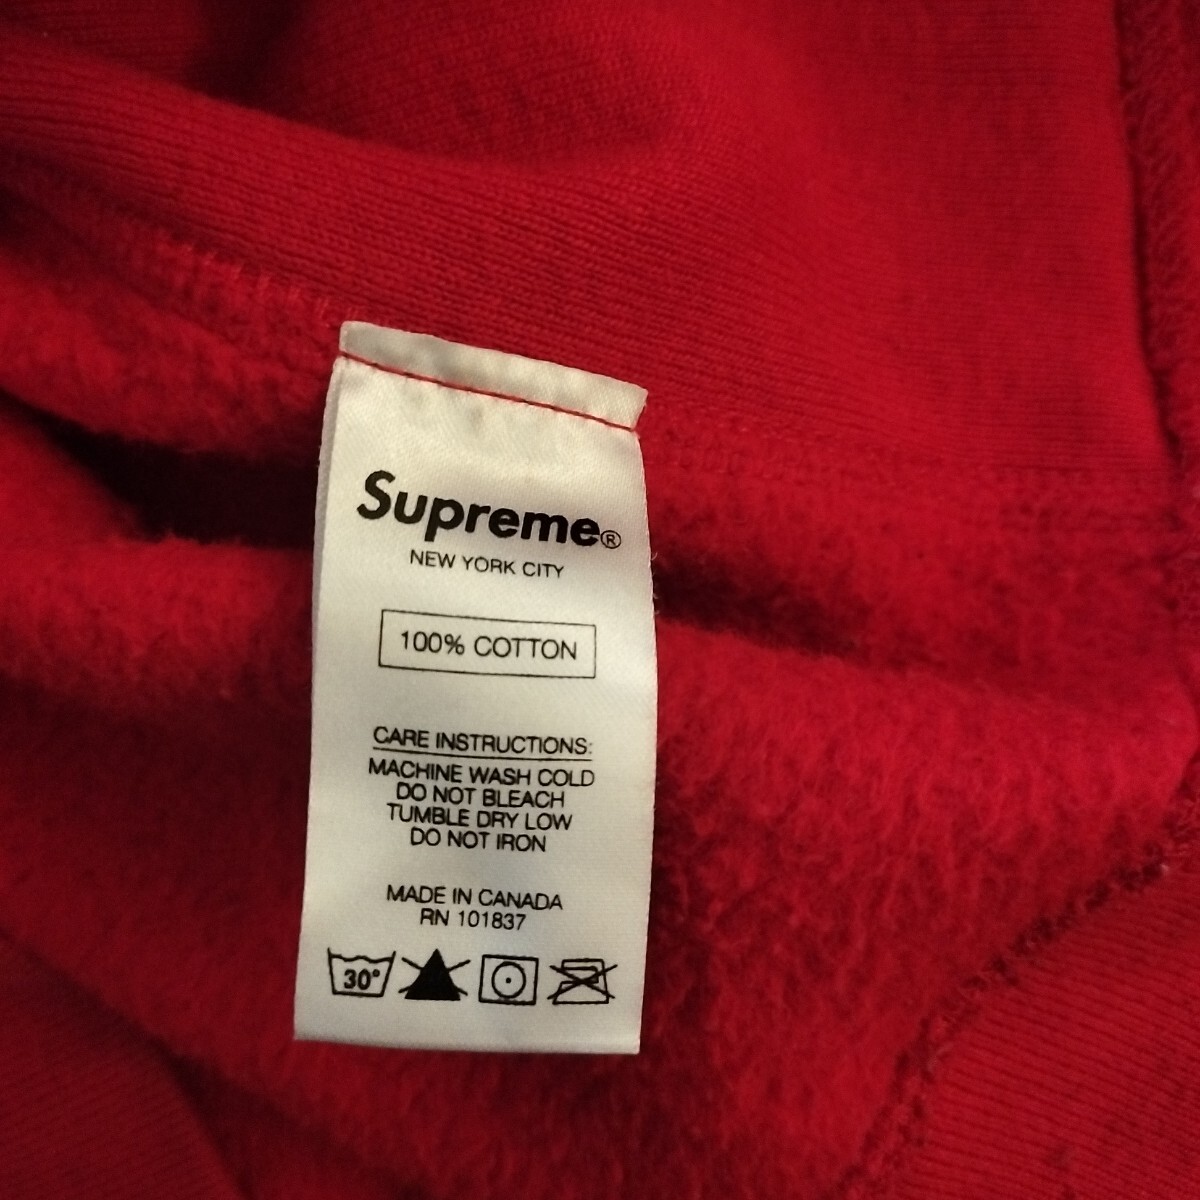 Supreme®
NEW YORK CITY
100% COTTON
CARE INSTRUCTIONS:
MACHINE WASH COLD
DO NOT BLEACH
TUMBLE DRY LOW
DO NOT IRON
MADE IN CANADA
RN 101837
30°